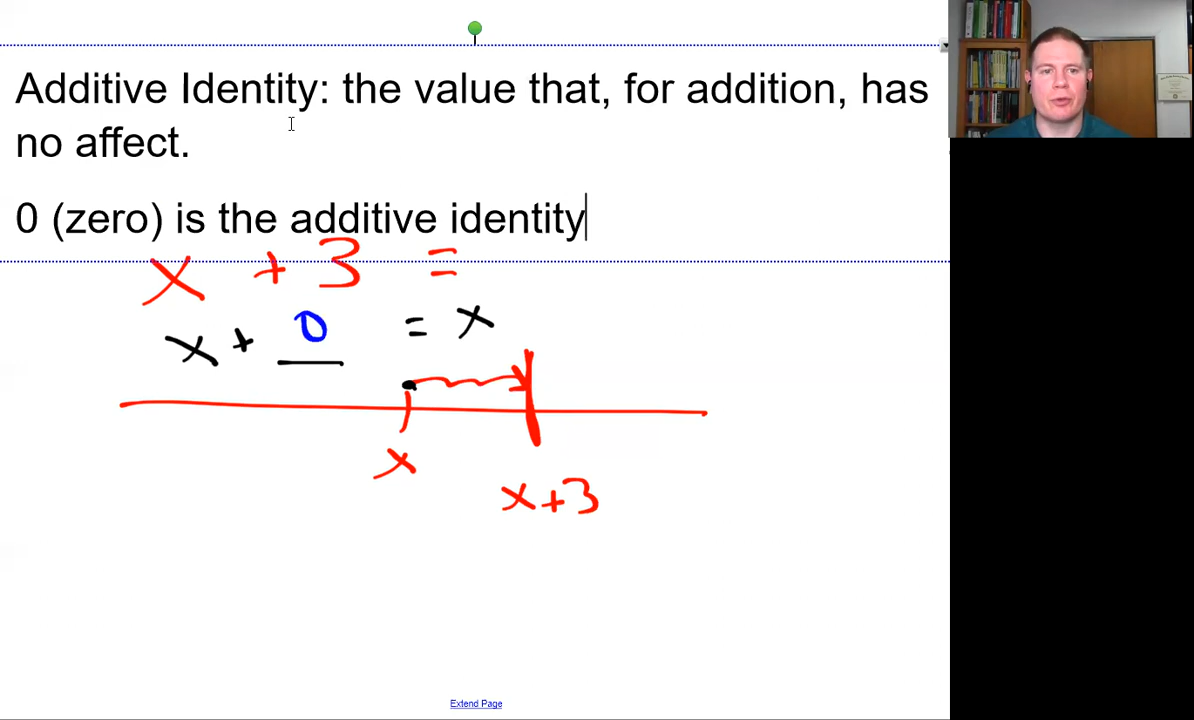 Additive Identity: the value that, for addition, has
no affect.
0 (zero) is the additive identity
x + 3 =
x + 0 = x
x
x+3
Extend Page